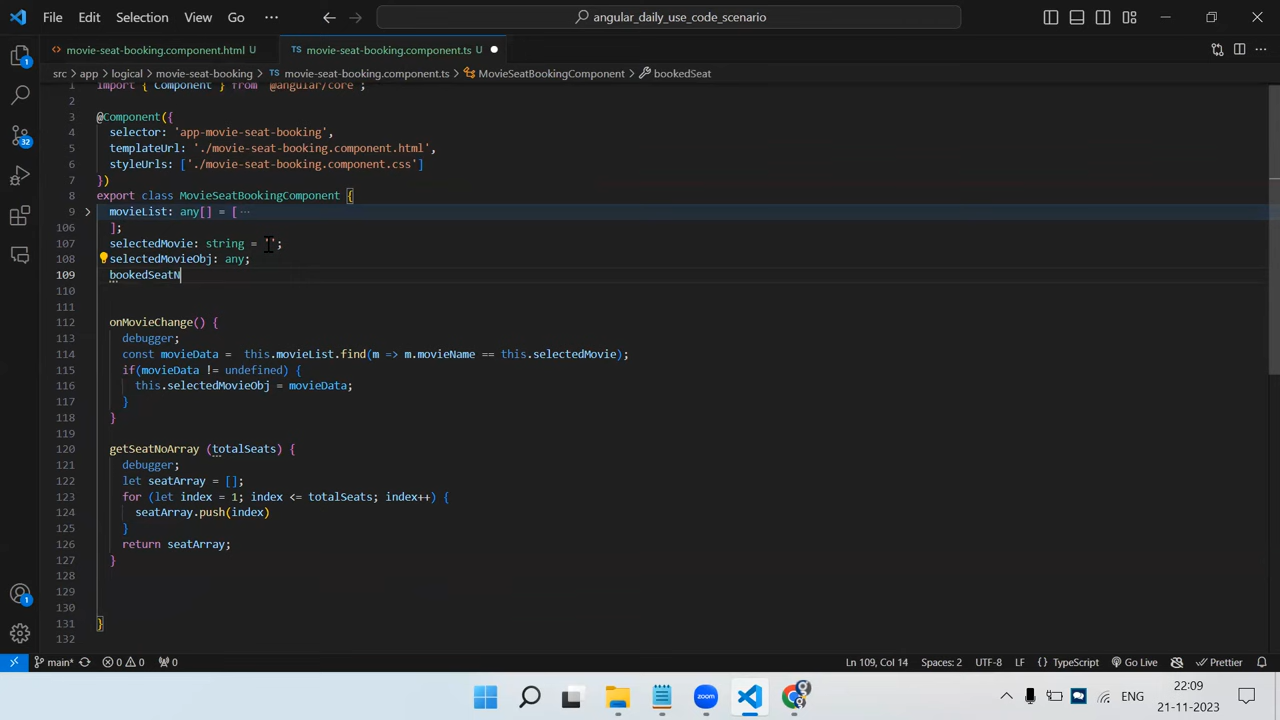 File Edit Selection View Go ··· angular_daily_use_code_scenario
movie-seat-booking.component.html U TS movie-seat-booking.component.ts U
src > app > logical > movie-seat-booking > TS movie-seat-booking.component.ts > MovieSeatBookingComponent > bookedSeat
1 import { Component } from '@angular/core';
2
3 @Component({
4 selector: 'app-movie-seat-booking',
5 templateUrl: './movie-seat-booking.component.html',
6 styleUrls: ['./movie-seat-booking.component.css']
7 })
8 export class MovieSeatBookingComponent {
9 movieList: any[] = [ ···
106 ];
107 selectedMovie: string = '';
108 selectedMovieObj: any;
109 bookedSeatN
110
111
112 onMovieChange() {
113 debugger;
114 const movieData = this.movieList.find(m => m.movieName == this.selectedMovie);
115 if(movieData != undefined) {
116 this.selectedMovieObj = movieData;
117 }
118 }
119
120 getSeatNoArray (totalSeats) {
121 debugger;
122 let seatArray = [];
123 for (let index = 1; index <= totalSeats; index++) {
124 seatArray.push(index)
125 }
126 return seatArray;
127 }
128
129
130
131 }
132
1
32
1
main* 0 0 0 Ln 109, Col 14 Spaces: 2 UTF-8 LF { } TypeScript Go Live Prettier
ENG 22:09
21-11-2023